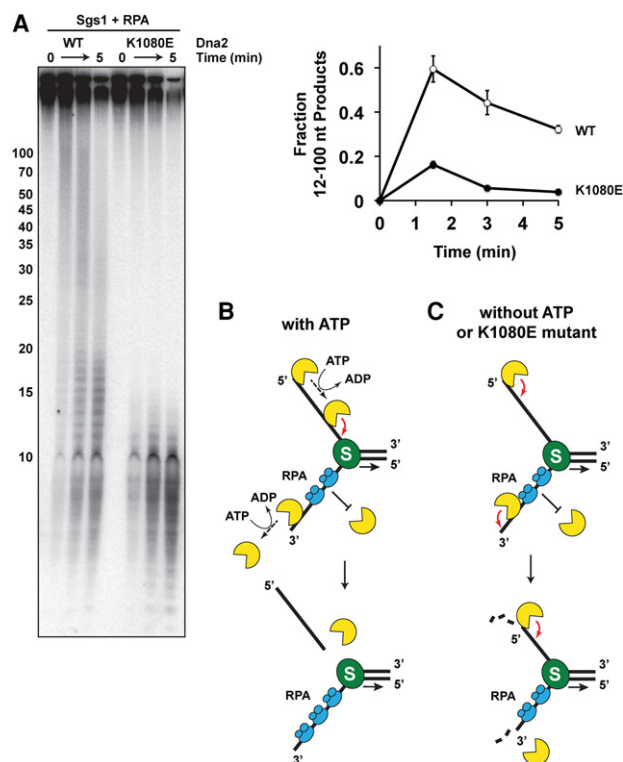 A
Sgs1 + RPA
WT K1080E Dna2
0 5 0 5 Time (min)
100
70
50
45
40
35
30
25
20
15
10
Fraction
12-100 nt Products
0.6
0.4
0.2
0
0 1 2 3 4 5
Time (min)
WT
K1080E
B
with ATP
5'
ATP
ADP
S
3'
5'
RPA
ADP
ATP
3'
5'
S
3'
5'
RPA
3'
C
without ATP
or K1080E mutant
5'
S
3'
5'
RPA
3'
5'
S
3'
5'
RPA
3'